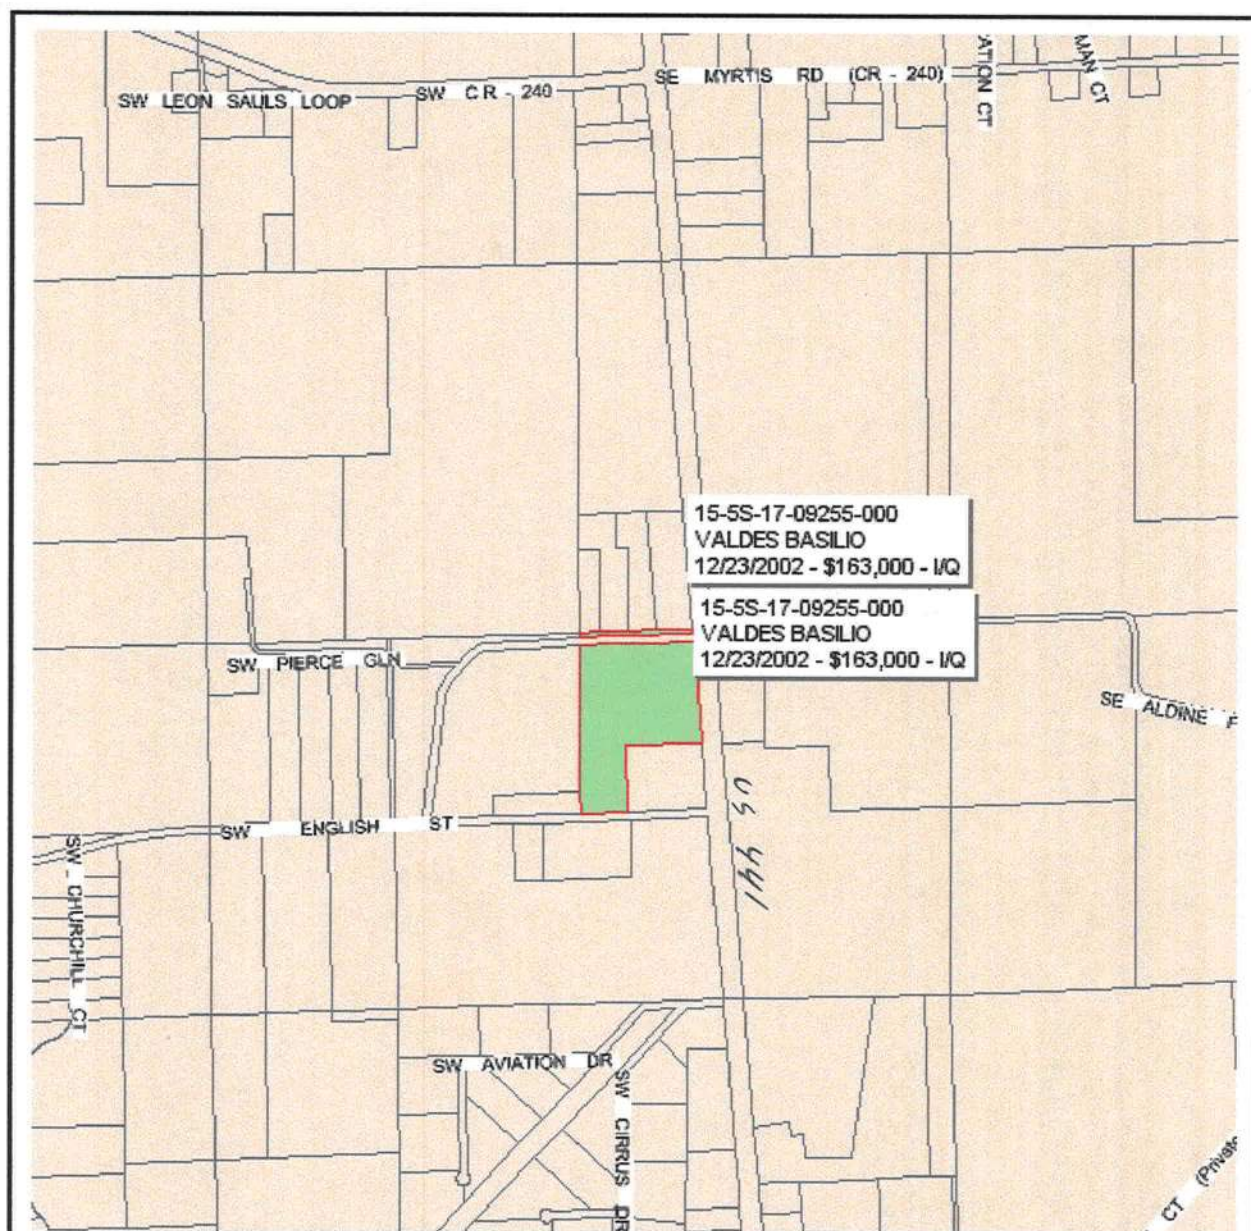 SW LEON SAULS LOOP
SW CR - 240
SE MYRTIS RD (CR - 240)
ATION CT
MAN CT
15-5S-17-09255-000
VALDES BASILIO
12/23/2002 - $163,000 - I/Q
15-5S-17-09255-000
VALDES BASILIO
12/23/2002 - $163,000 - I/Q
SW PIERCE GLN
SE ALDINE F
US 441
SW ENGLISH ST
SW CHURCHILL CT
SW AVIATION DR
SW CIRRUS DR
CT (Private